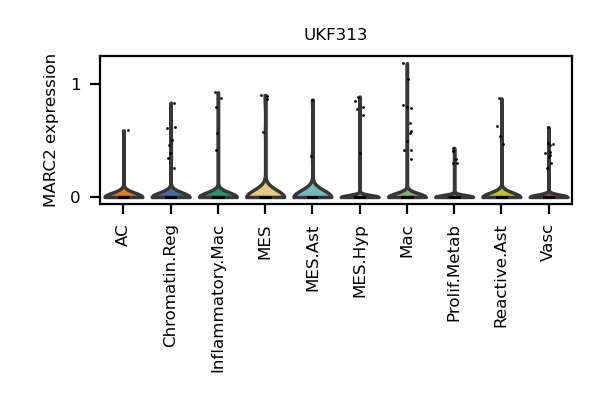 UKF313
MARC2 expression
1
0
AC
Chromatin.Reg
Inflammatory.Mac
MES
MES.Ast
MES.Hyp
Mac
Prolif.Metab
Reactive.Ast
Vasc